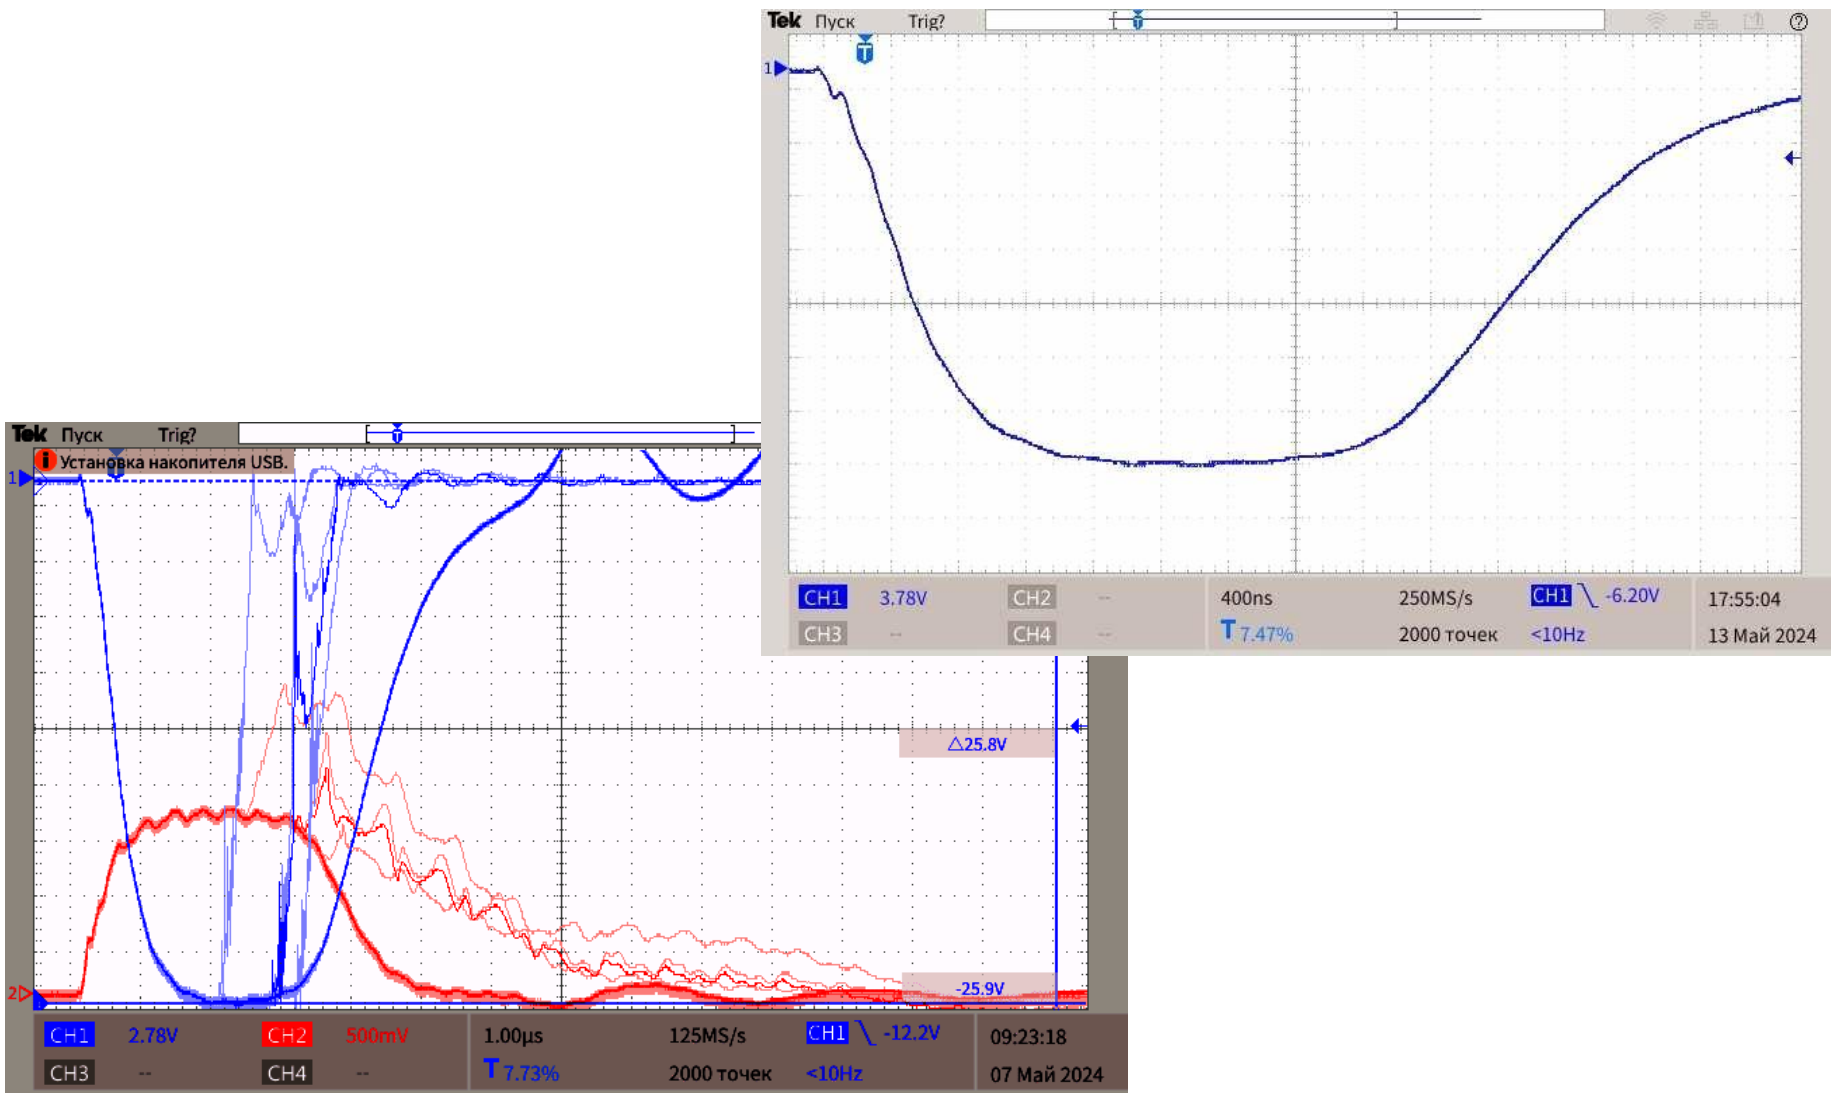 Tek Пуск Trig?
T
1
CH1 3.78V CH2 -- 400ns 250MS/s CH1 -6.20V 17:55:04
CH3 -- CH4 -- T 7.47% 2000 точек <10Hz 13 Май 2024
Tek Пуск Trig?
Установка накопителя USB.
1
△25.8V
2
-25.9V
CH1 2.78V CH2 500mV 1.00µs 125MS/s CH1 -12.2V 09:23:18
CH3 -- CH4 -- T 7.73% 2000 точек <10Hz 07 Май 2024